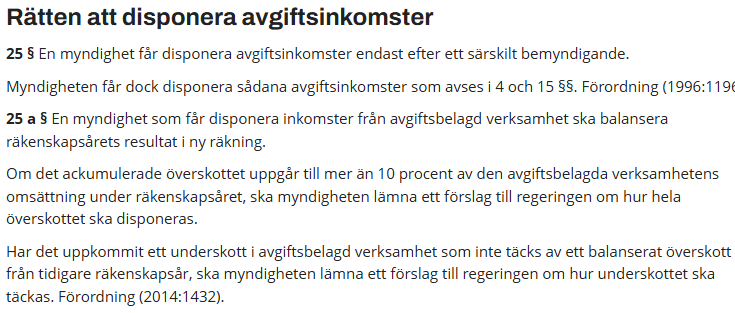 Rätten att disponera avgiftsinkomster
25 § En myndighet får disponera avgiftsinkomster endast efter ett särskilt bemyndigande.
Myndigheten får dock disponera sådana avgiftsinkomster som avses i 4 och 15 §§. Förordning (1996:1196
25 a § En myndighet som får disponera inkomster från avgiftsbelagd verksamhet ska balansera
räkenskapsårets resultat i ny räkning.
Om det ackumulerade överskottet uppgår till mer än 10 procent av den avgiftsbelagda verksamhetens
omsättning under räkenskapsåret, ska myndigheten lämna ett förslag till regeringen om hur hela
överskottet ska disponeras.
Har det uppkommit ett underskott i avgiftsbelagd verksamhet som inte täcks av ett balanserat överskott
från tidigare räkenskapsår, ska myndigheten lämna ett förslag till regeringen om hur underskottet ska
täckas. Förordning (2014:1432).